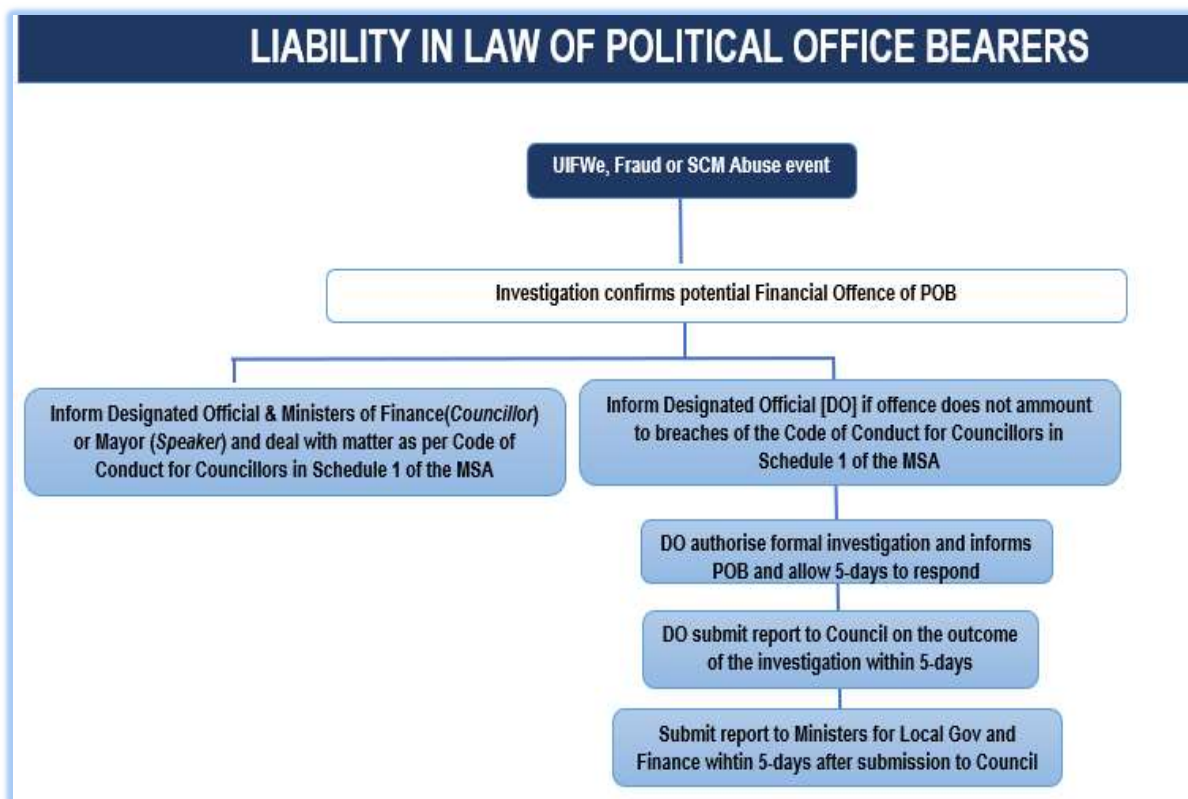 LIABILITY IN LAW OF POLITICAL OFFICE BEARERS
UIFWe, Fraud or SCM Abuse event
Investigation confirms potential Financial Offence of POB
Inform Designated Official & Ministers of Finance(Councillor)
or Mayor (Speaker) and deal with matter as per Code of
Conduct for Councillors in Schedule 1 of the MSA
Inform Designated Official [DO] if offence does not ammount
to breaches of the Code of Conduct for Councillors in
Schedule 1 of the MSA
DO authorise formal investigation and informs
POB and allow 5-days to respond
DO submit report to Council on the outcome
of the investigation within 5-days
Submit report to Ministers for Local Gov and
Finance wihtin 5-days after submission to Council